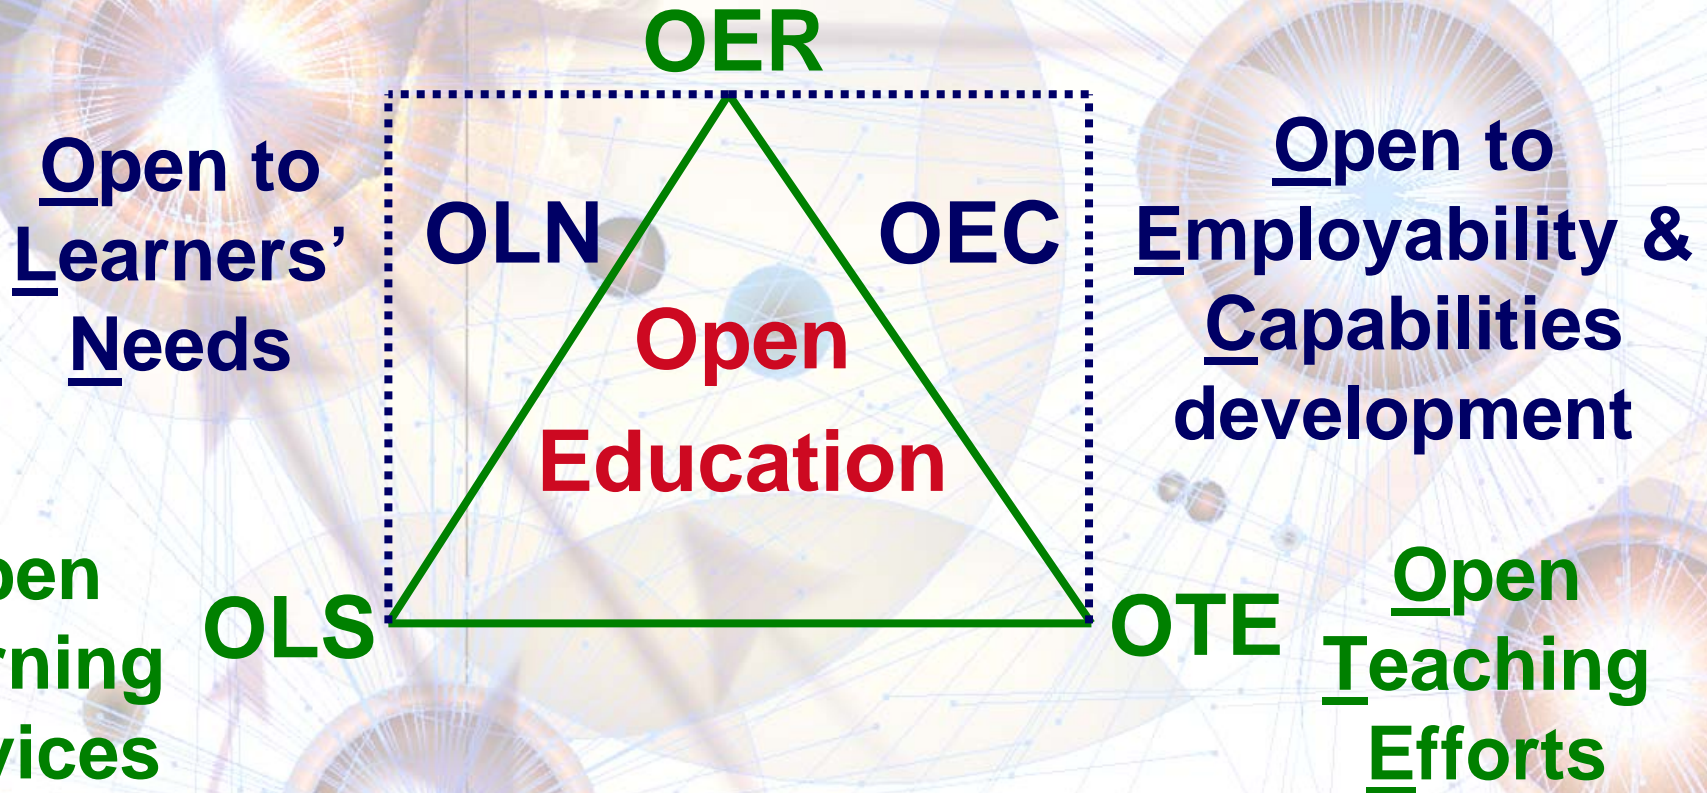 OER
Open to
Learners’
Needs
OLN
OEC
Open to
Employability &
Capabilities
development
Open
Education
OLS
OTE
Open
Teaching
Efforts